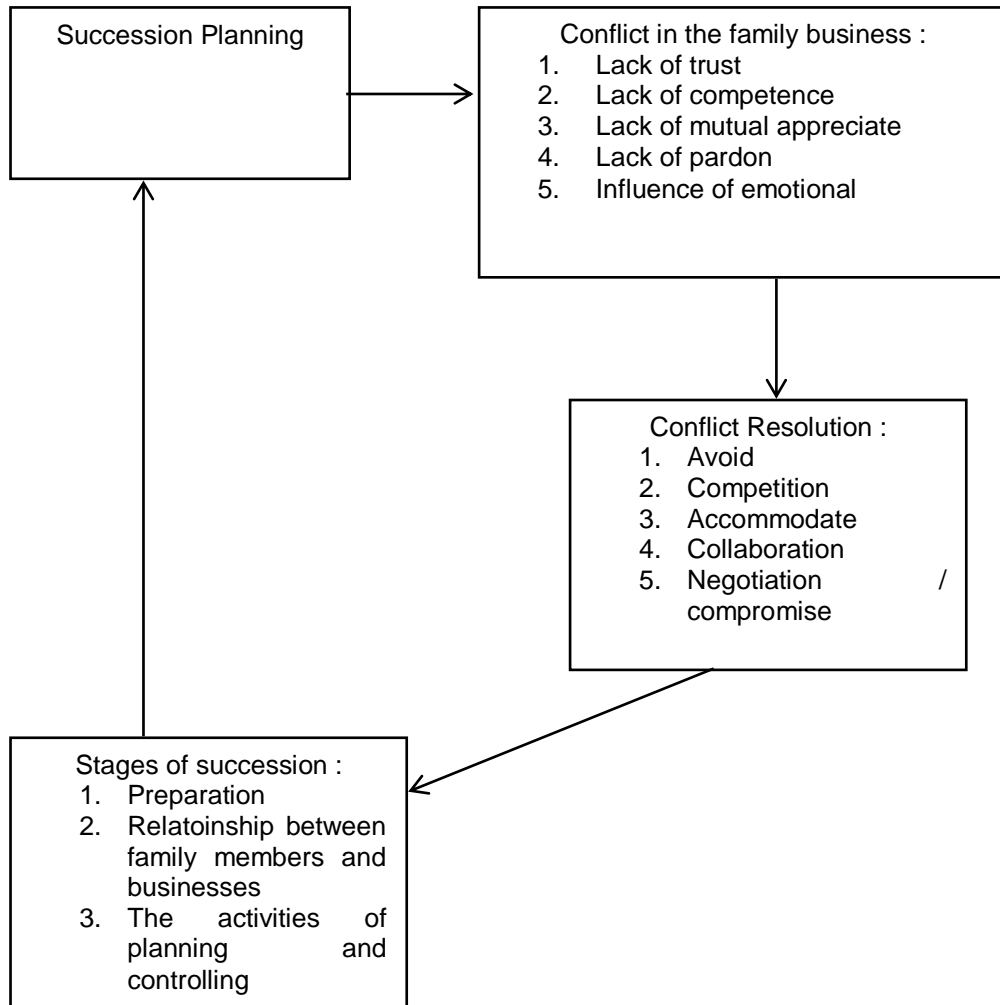 Succession Planning
Conflict in the family business :
1. Lack of trust
2. Lack of competence
3. Lack of mutual appreciate
4. Lack of pardon
5. Influence of emotional
Conflict Resolution :
1. Avoid
2. Competition
3. Accommodate
4. Collaboration
5. Negotiation /
compromise
Stages of succession :
1. Preparation
2. Relatoinship between
family members and
businesses
3. The activities of
planning and
controlling